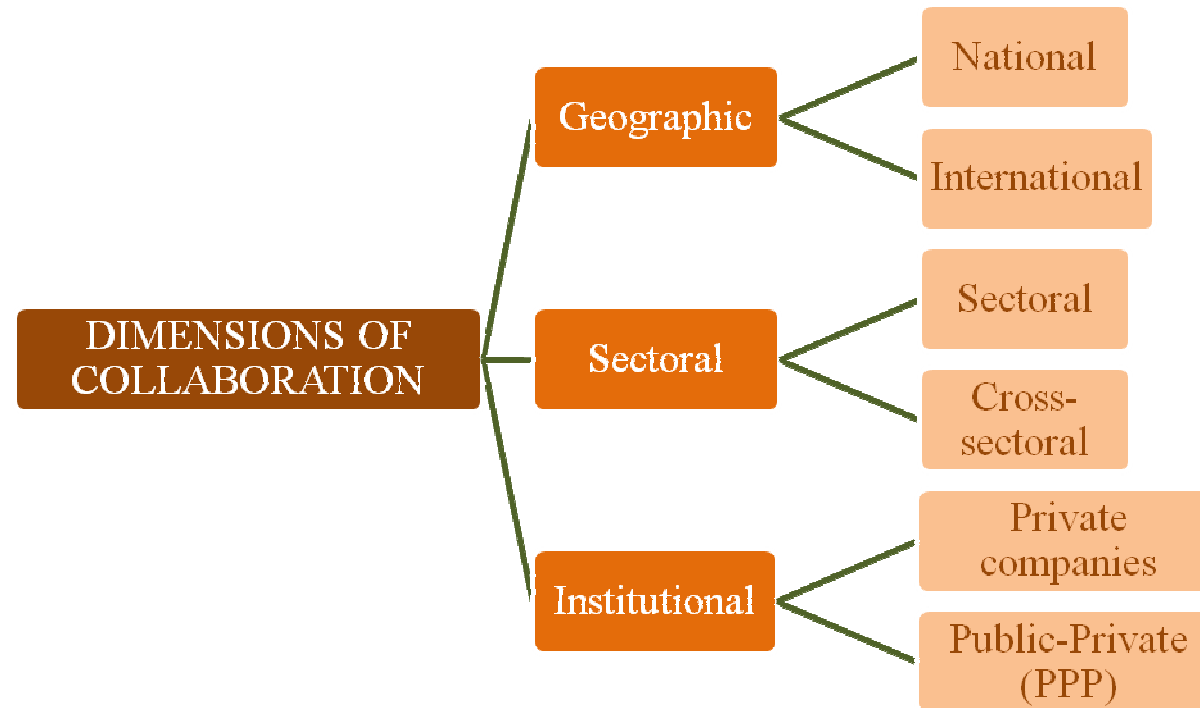 DIMENSIONS OF
COLLABORATION
Geographic
National
International
Sectoral
Sectoral
Cross-
sectoral
Institutional
Private
companies
Public-Private
(PPP)